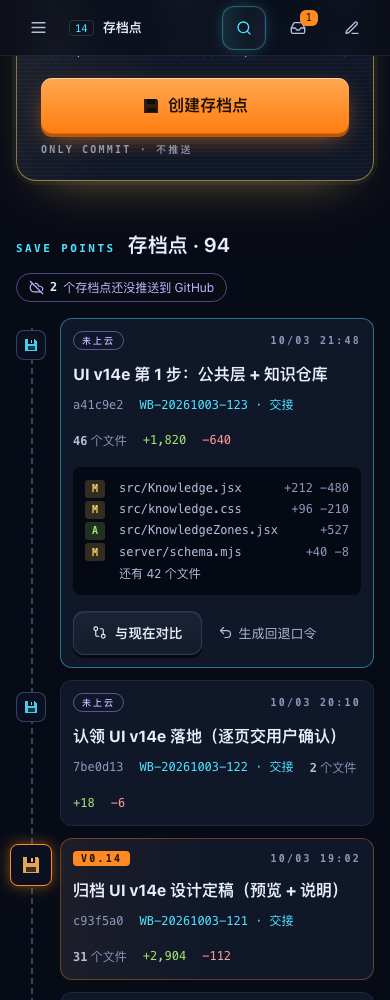 14 存档点 1
创建存档点
ONLY COMMIT · 不推送
SAVE POINTS 存档点 · 94
2 个存档点还没推送到 GitHub
未上云 10/03 21:48
UI v14e 第 1 步：公共层 + 知识仓库
a41c9e2 WB-20261003-123 · 交接
46 个文件 +1,820 −640
M src/Knowledge.jsx +212 −480
M src/knowledge.css +96 −210
A src/KnowledgeZones.jsx +527
M server/schema.mjs +40 −8
还有 42 个文件
与现在对比 生成回退口令
未上云 10/03 20:10
认领 UI v14e 落地（逐页交用户确认）
7be0d13 WB-20261003-122 · 交接 2 个文件
+18 −6
V0.14 10/03 19:02
归档 UI v14e 设计定稿（预览 + 说明）
c93f5a0 WB-20261003-121 · 交接
31 个文件 +2,904 −112